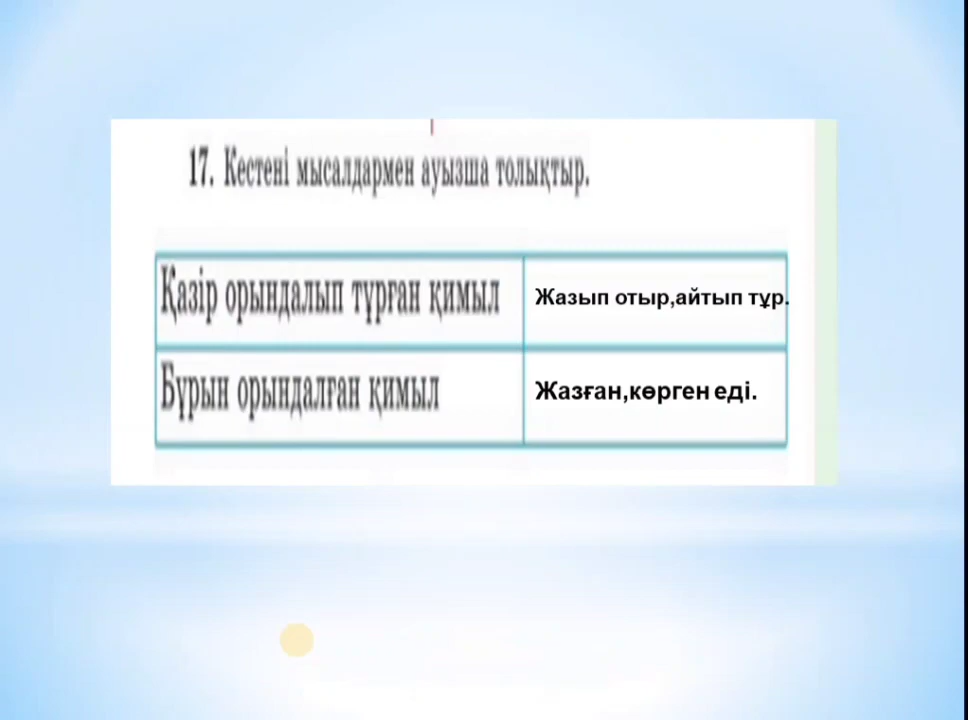 17. Кестені мысалдармен ауызша толықтыр.
Қазір орындалып тұрған қимыл
Жазып отыр,айтып тұр.
Бұрын орындалған қимыл
Жазған,көрген еді.